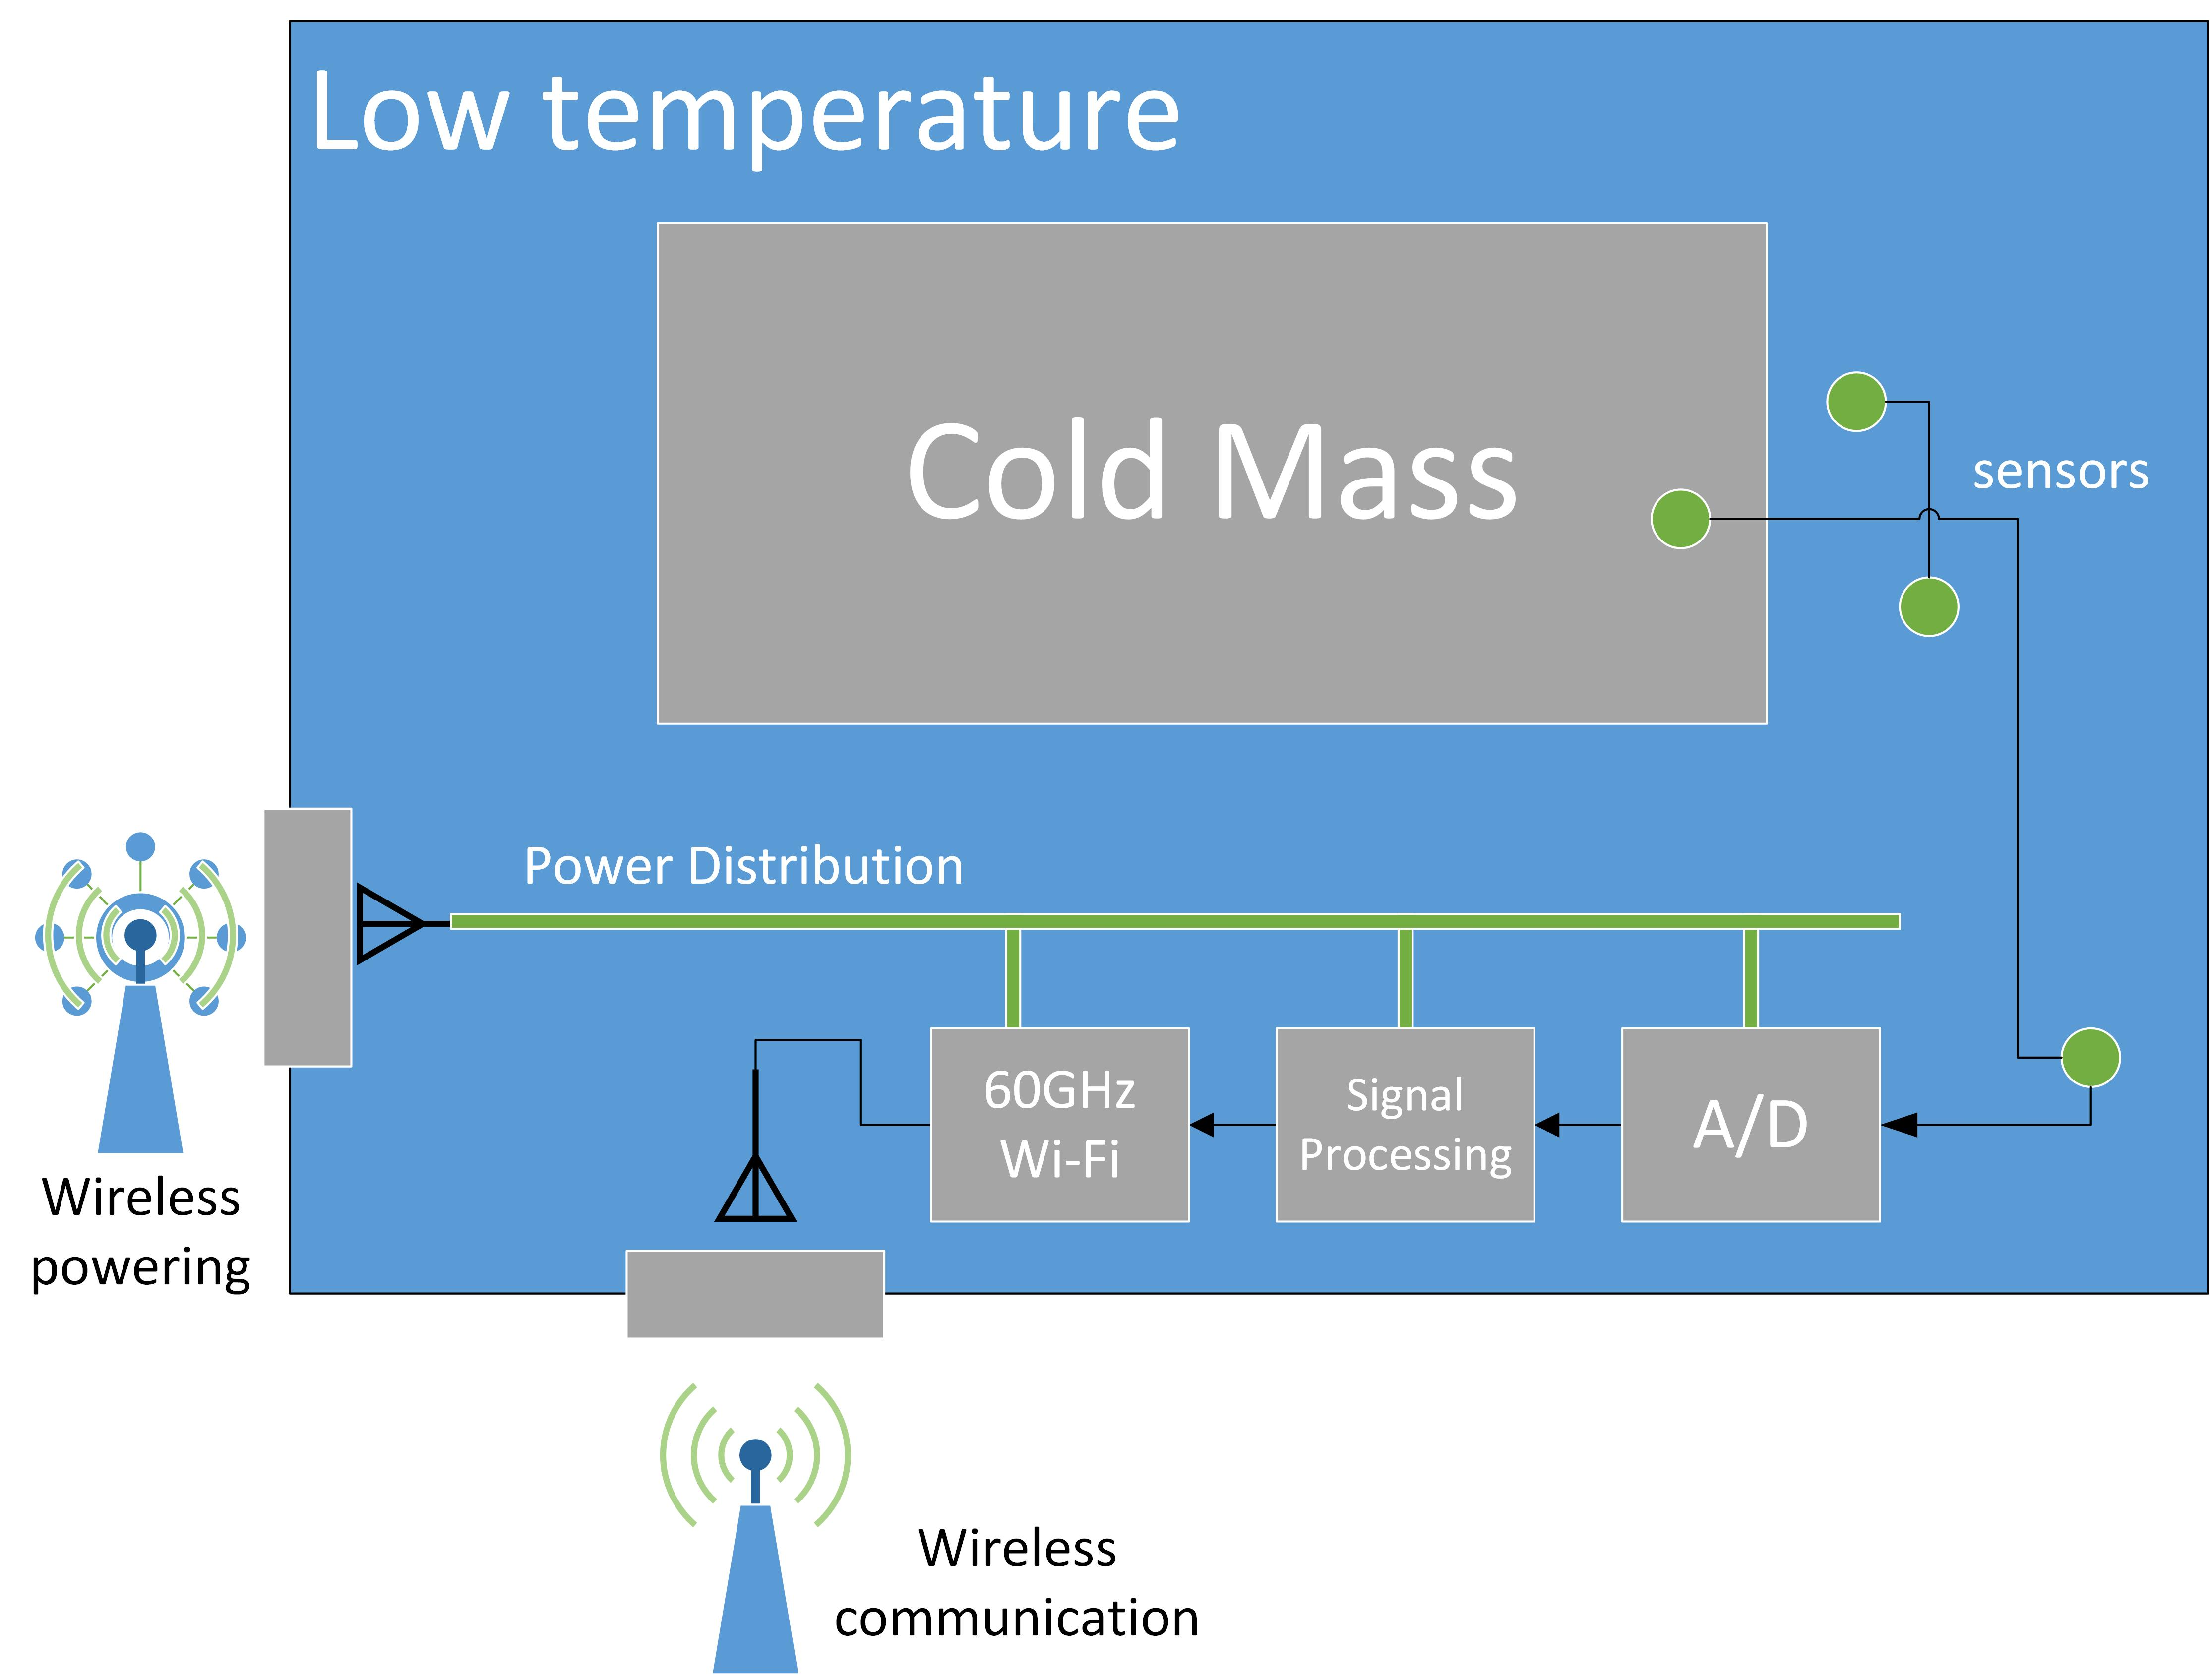 Low temperature
Cold Mass
sensors
Power Distribution
60GHz
Wi-Fi
Signal
Processing
A/D
Wireless
powering
Wireless
communication